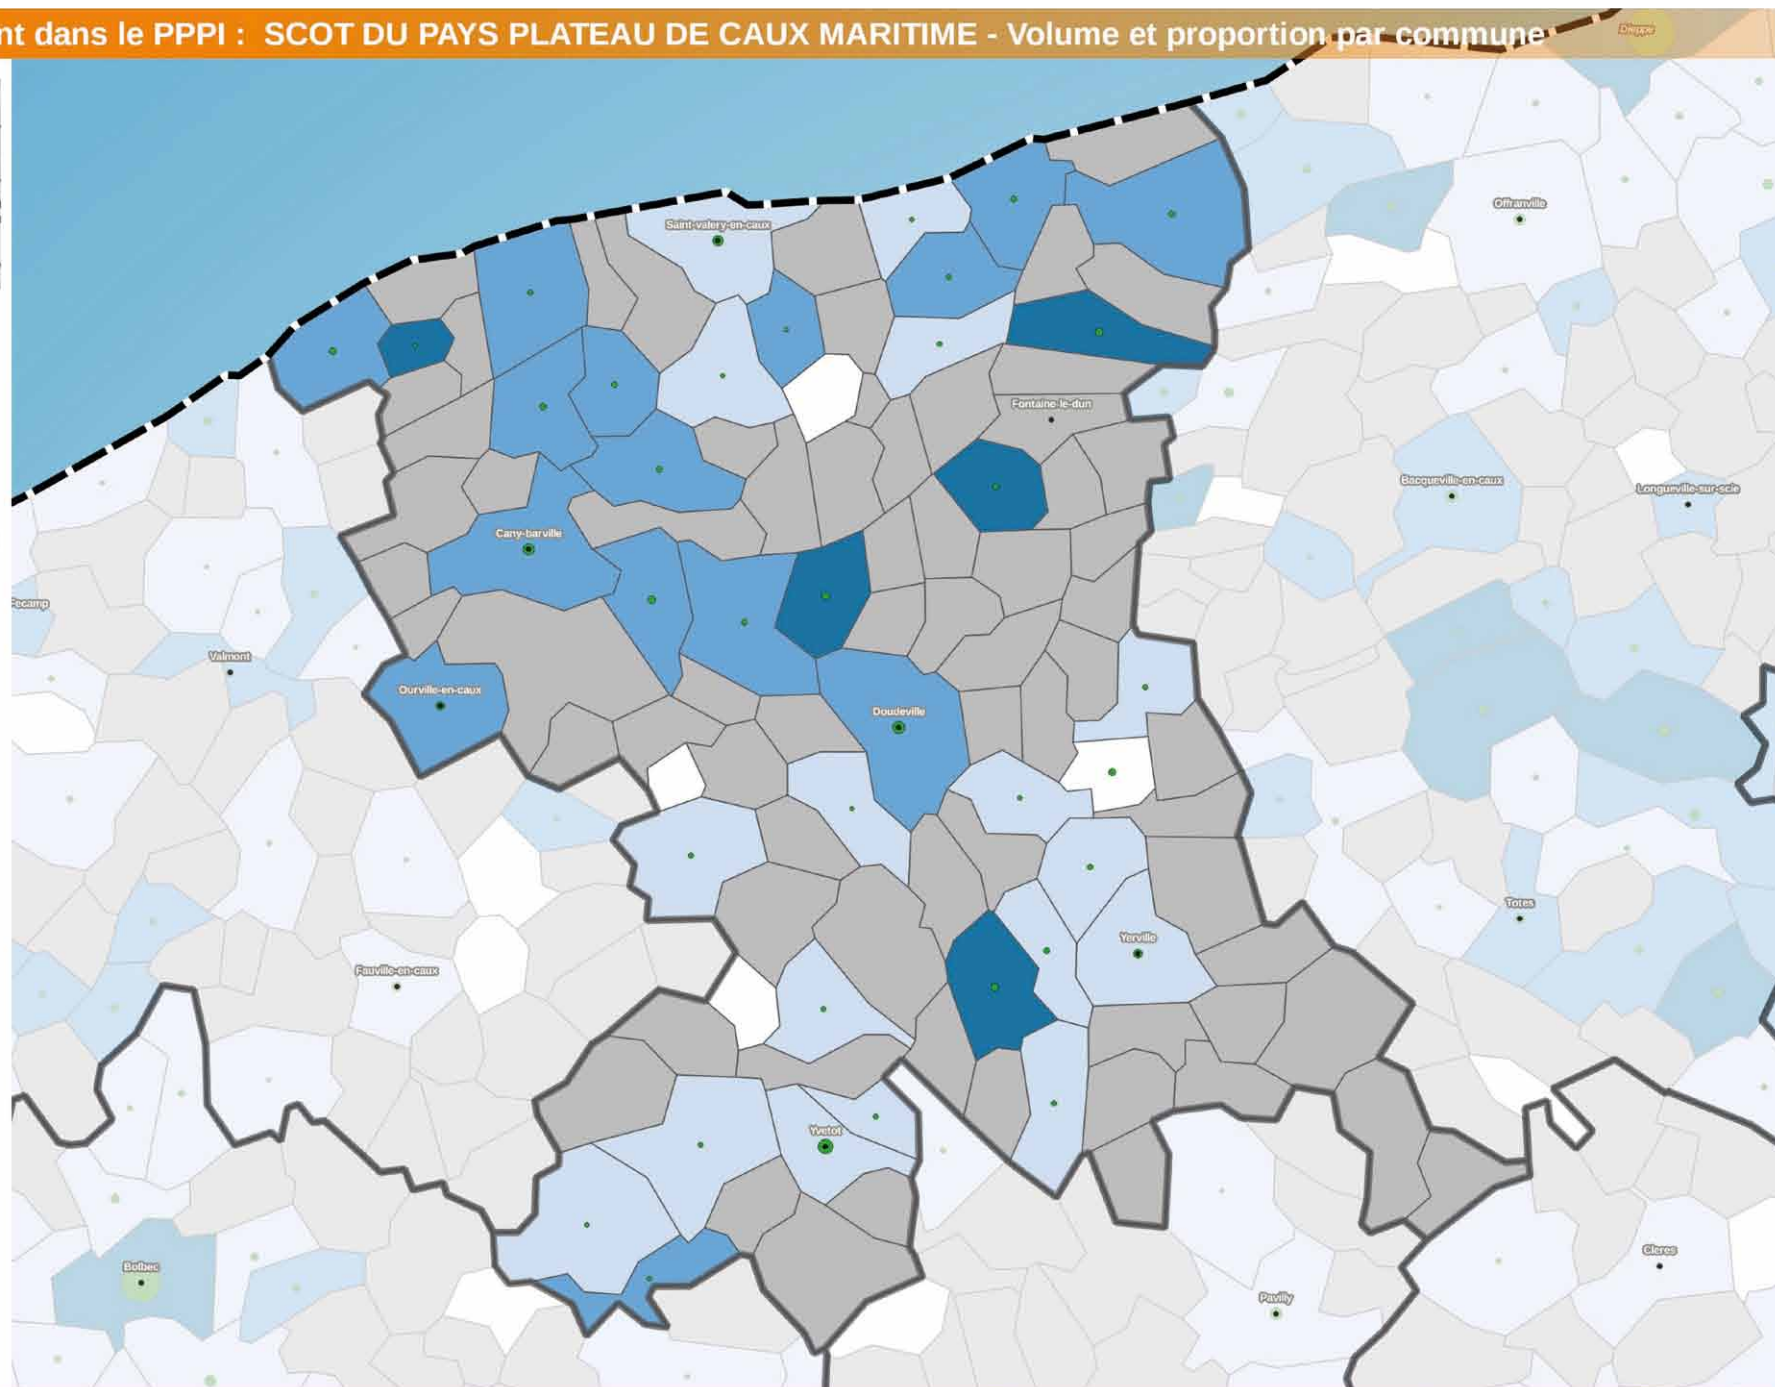 nt dans le PPPI : SCOT DU PAYS PLATEAU DE CAUX MARITIME - Volume et proportion par commune
Dieppe
Offranville
Saint-valery-en-caux
Fontaine-le-dun
Bacqueville-en-caux
Longueville-sur-scie
Cany-barville
Fecamp
Valmont
Ourville-en-caux
Doudeville
Totes
Yerville
Fauville-en-caux
Yvetot
Cleres
Bolbec
Pavilly